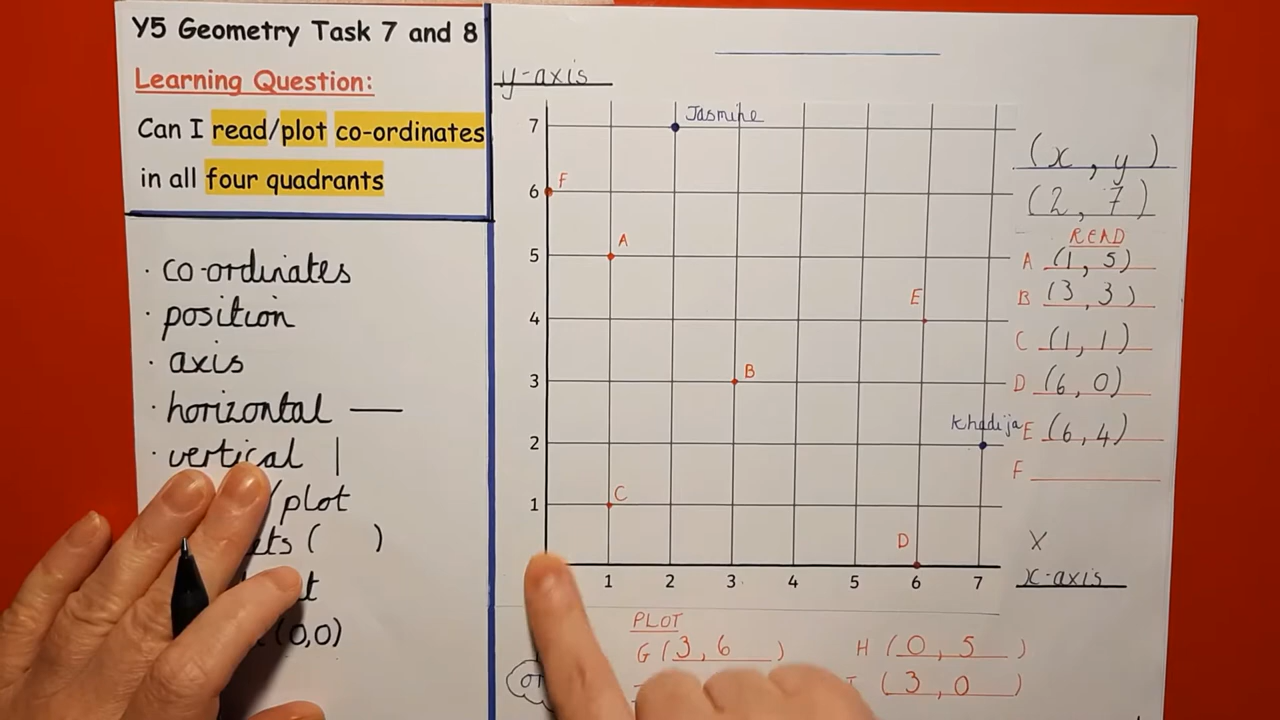 Y5 Geometry Task 7 and 8
Learning Question:
Can I read/plot co-ordinates
in all four quadrants
· co-ordinates
· position
· axis
· horizontal —
· vertical |
/plot
( )
(0,0)
y-axis
7
6
5
4
3
2
1
1 2 3 4 5 6 7
x-axis
X
Jasmine
F
A
E
B
Khadija
C
D
(x, y)
(2, 7)
READ
A (1, 5)
B (3, 3)
C (1, 1)
D (6, 0)
E (6, 4)
F
PLOT
G (3, 6)
H (0, 5)
(3, 0)